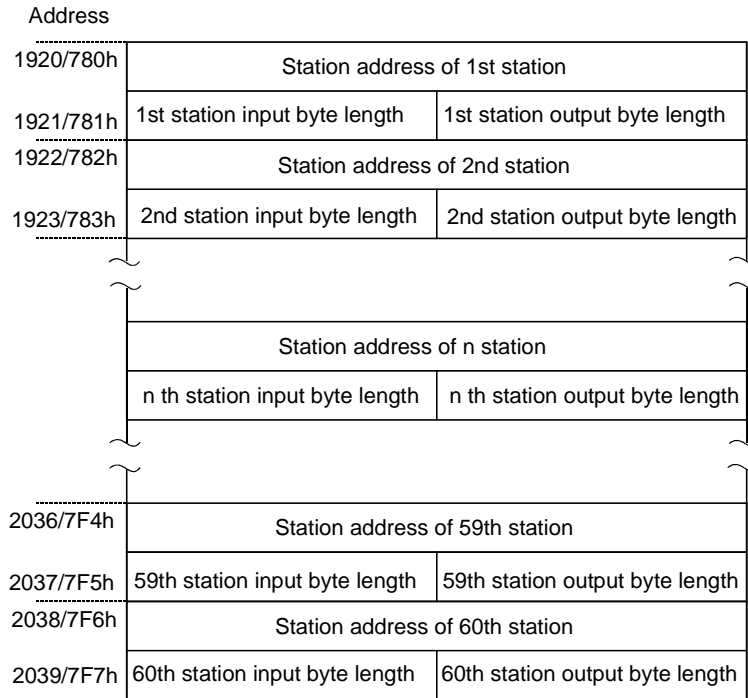 Address
1920/780h
Station address of 1st station
1921/781h
1st station input byte length
1st station output byte length
1922/782h
Station address of 2nd station
1923/783h
2nd station input byte length
2nd station output byte length
Station address of n station
n th station input byte length
n th station output byte length
2036/7F4h
Station address of 59th station
2037/7F5h
59th station input byte length
59th station output byte length
2038/7F6h
Station address of 60th station
2039/7F7h
60th station input byte length
60th station output byte length